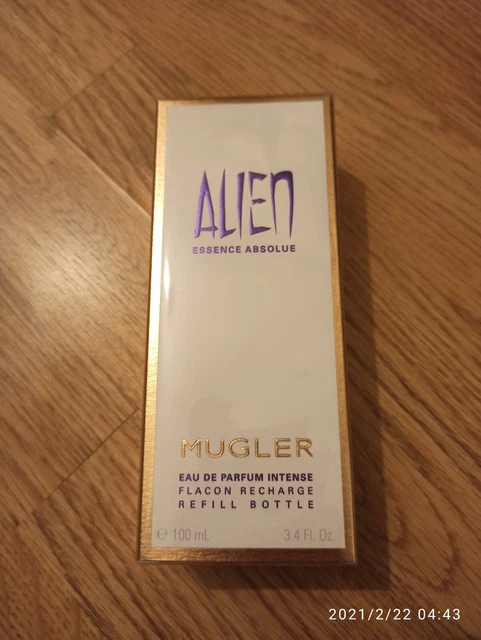 ALIEN
ESSENCE ABSOLUE
MUGLER
EAU DE PARFUM INTENSE
FLACON RECHARGE
REFILL BOTTLE
℮ 100 mL 3.4 Fl. Oz.
2021/2/22 04:43